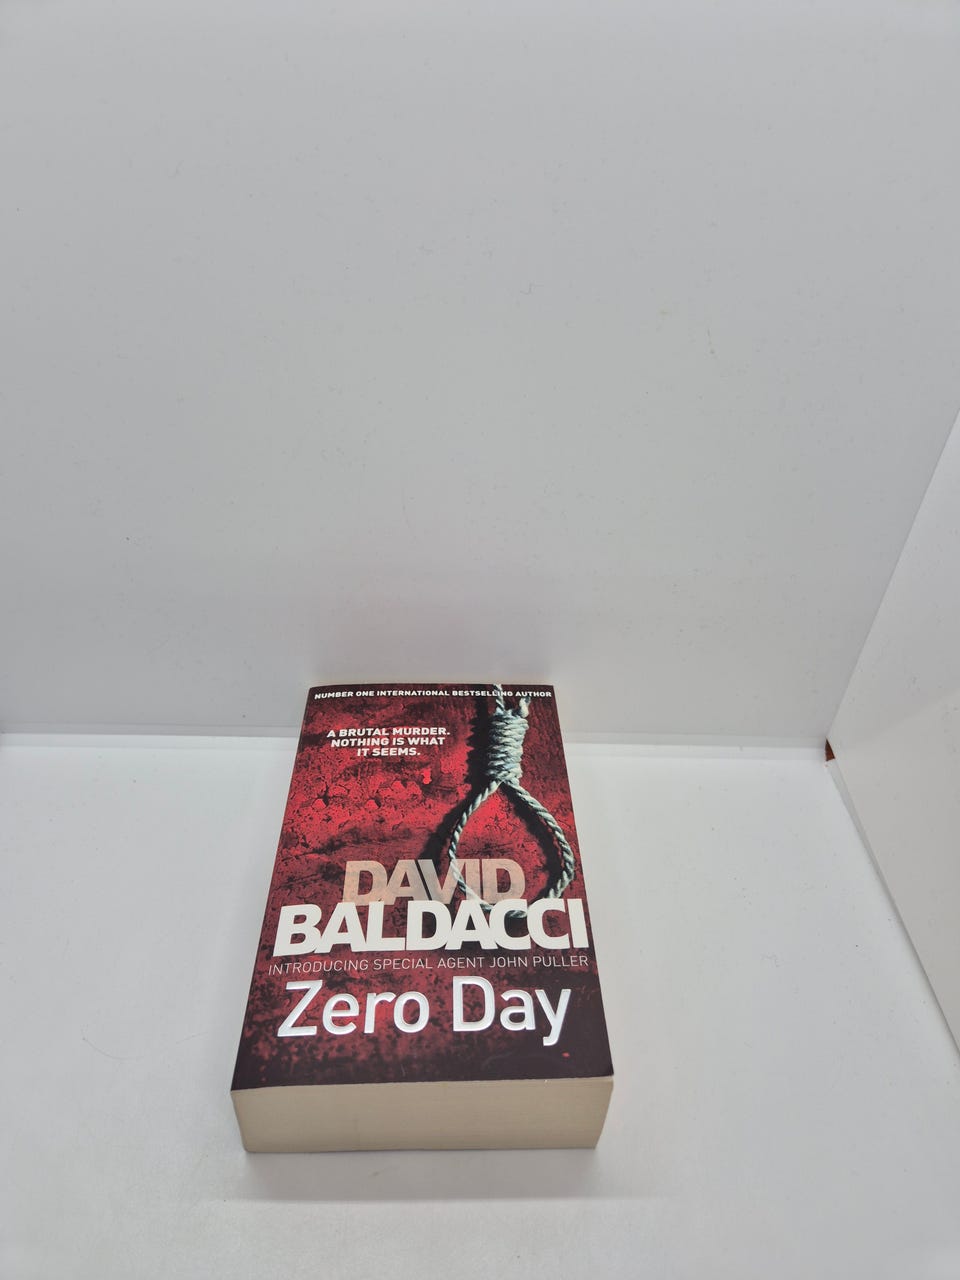 NUMBER ONE INTERNATIONAL BESTSELLING AUTHOR
A BRUTAL MURDER.
NOTHING IS WHAT
IT SEEMS.
DAVID
BALDACCI
INTRODUCING SPECIAL AGENT JOHN PULLER
Zero Day